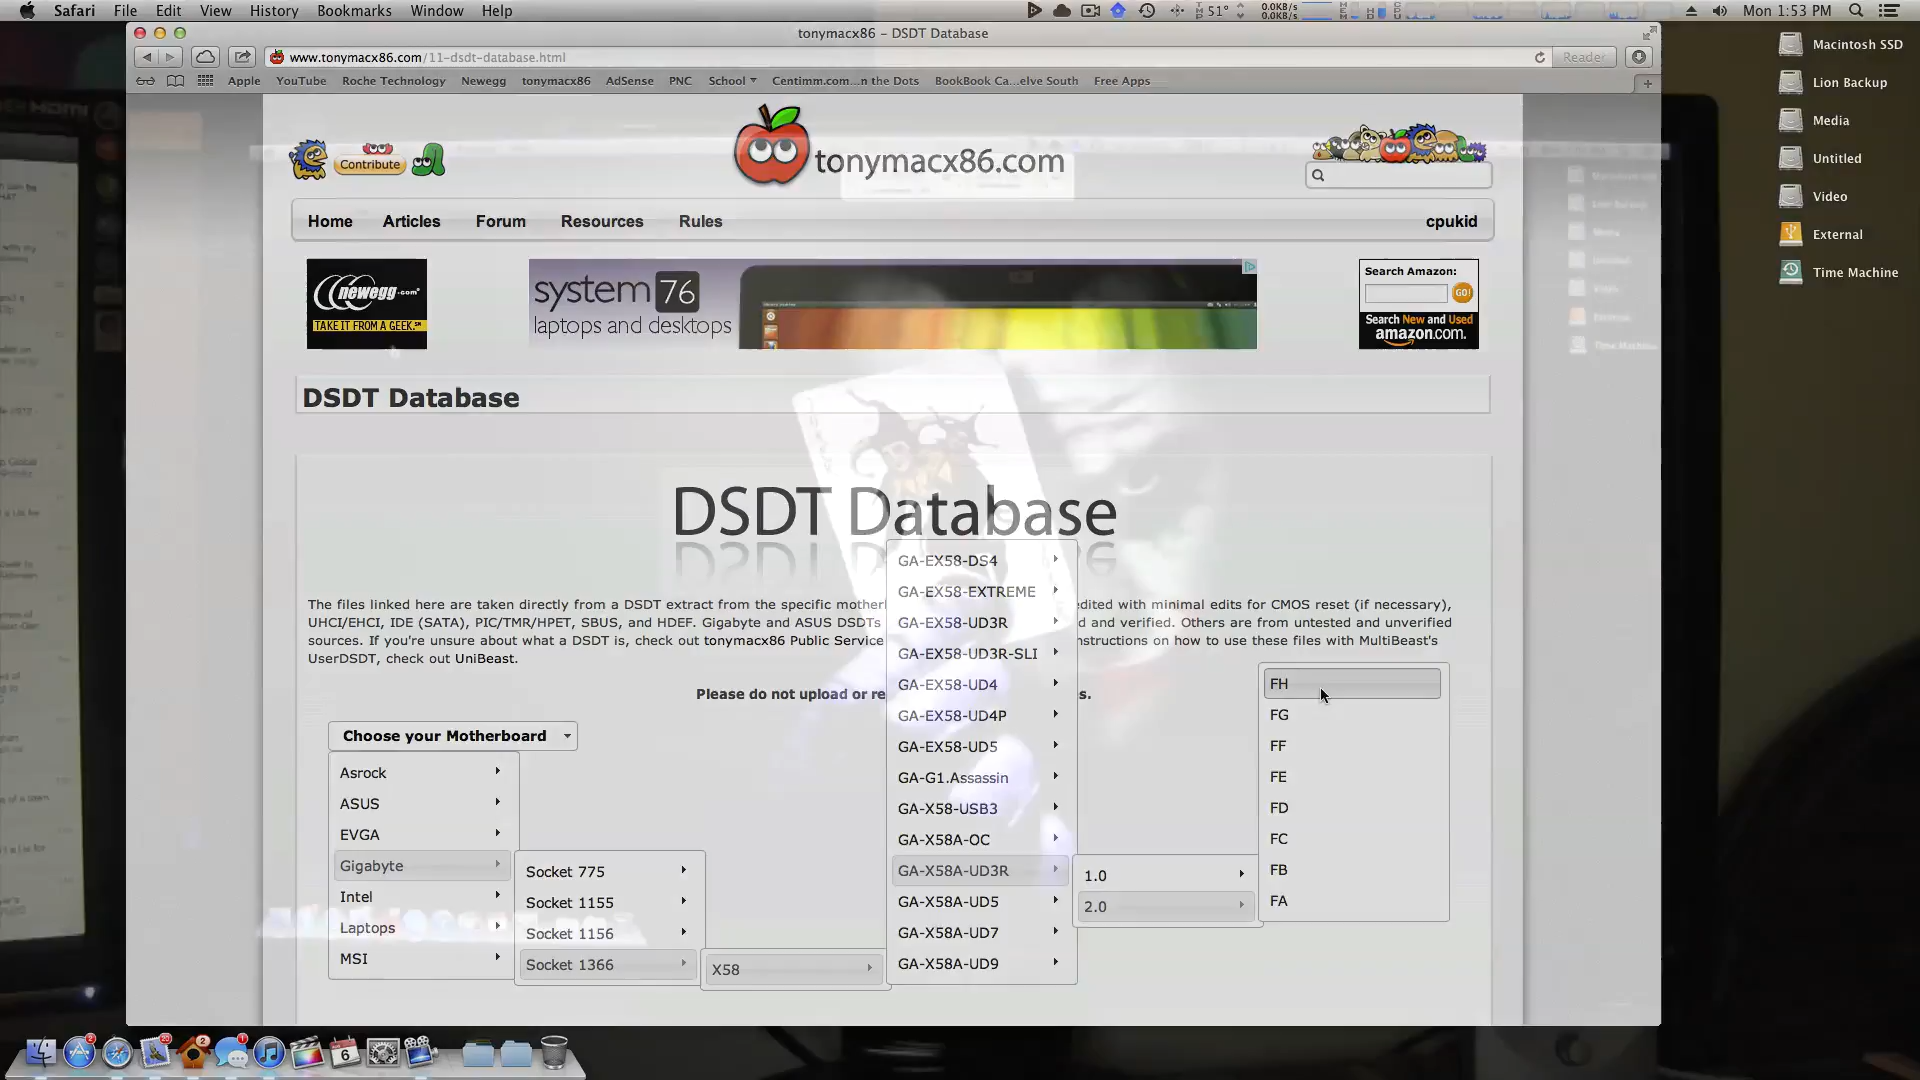 Safari File Edit View History Bookmarks Window Help
51° 0.0KB/s 0.0KB/s Mon 1:53 PM
tonymacx86 – DSDT Database
www.tonymacx86.com/11-dsdt-database.html
Reader
Apple YouTube Roche Technology Newegg tonymacx86 AdSense PNC School Centimm.com...n the Dots BookBook Ca...elve South Free Apps
Macintosh SSD
Lion Backup
Media
Untitled
Video
External
Time Machine
Contribute
tonymacx86.com
Home Articles Forum Resources Rules cpukid
newegg.com
TAKE IT FROM A GEEK.
system 76
laptops and desktops
Search Amazon:
GO!
Search New and Used
amazon.com.
DSDT Database
DSDT Database
The files linked here are taken directly from a DSDT extract from the specific mother
edited with minimal edits for CMOS reset (if necessary),
UHCI/EHCI, IDE (SATA), PIC/TMR/HPET, SBUS, and HDEF. Gigabyte and ASUS DSDTs
d and verified. Others are from untested and unverified
sources. If you're unsure about what a DSDT is, check out tonymacx86 Public Service
nstructions on how to use these files with MultiBeast's
UserDSDT, check out UniBeast.
Please do not upload or re
s.
Choose your Motherboard
Asrock
ASUS
EVGA
Gigabyte
Intel
Laptops
MSI
Socket 775
Socket 1155
Socket 1156
Socket 1366
X58
GA-EX58-DS4
GA-EX58-EXTREME
GA-EX58-UD3R
GA-EX58-UD3R-SLI
GA-EX58-UD4
GA-EX58-UD4P
GA-EX58-UD5
GA-G1.Assassin
GA-X58-USB3
GA-X58A-OC
GA-X58A-UD3R
GA-X58A-UD5
GA-X58A-UD7
GA-X58A-UD9
1.0
2.0
FH
FG
FF
FE
FD
FC
FB
FA